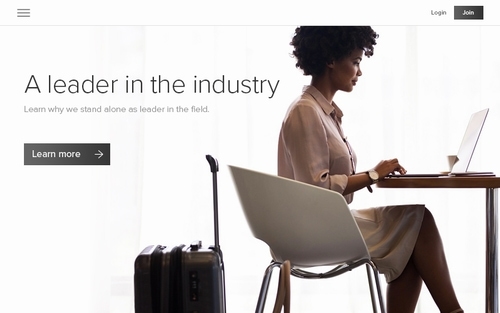 Login
Join
A leader in the industry
Learn why we stand alone as leader in the field.
Learn more